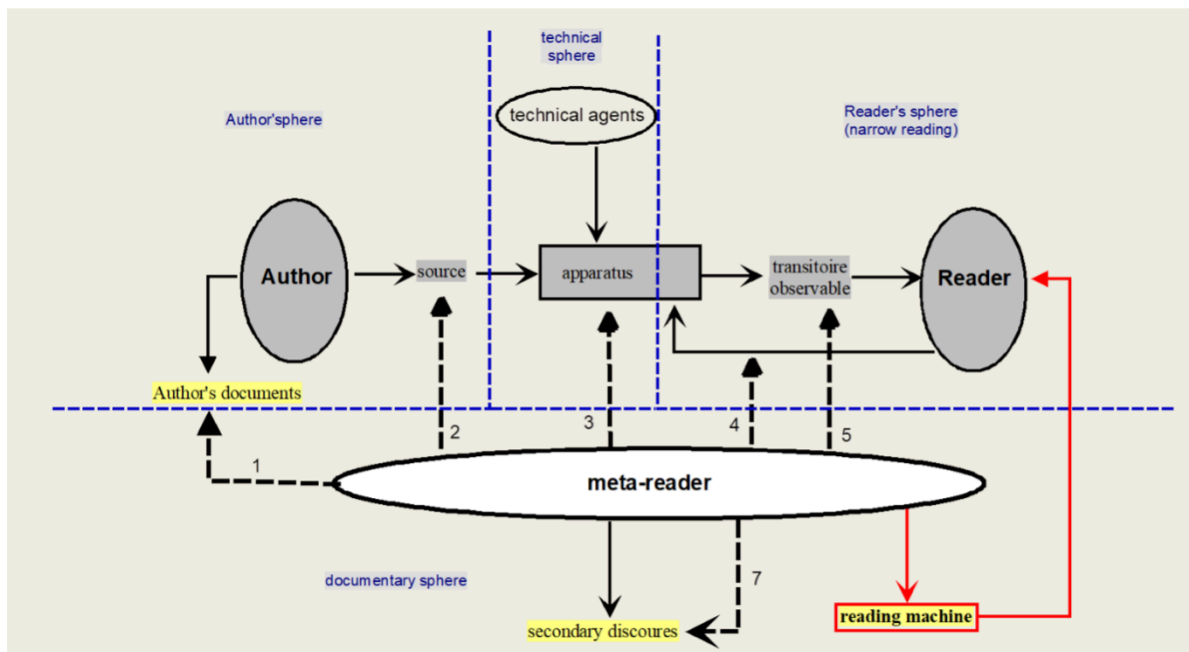 technical
sphere
Author'sphere
technical agents
Reader's sphere
(narrow reading)
Author
source
apparatus
transitoire
observable
Reader
Author's documents
2
3
4
5
1
meta-reader
documentary sphere
7
secondary discoures
reading machine